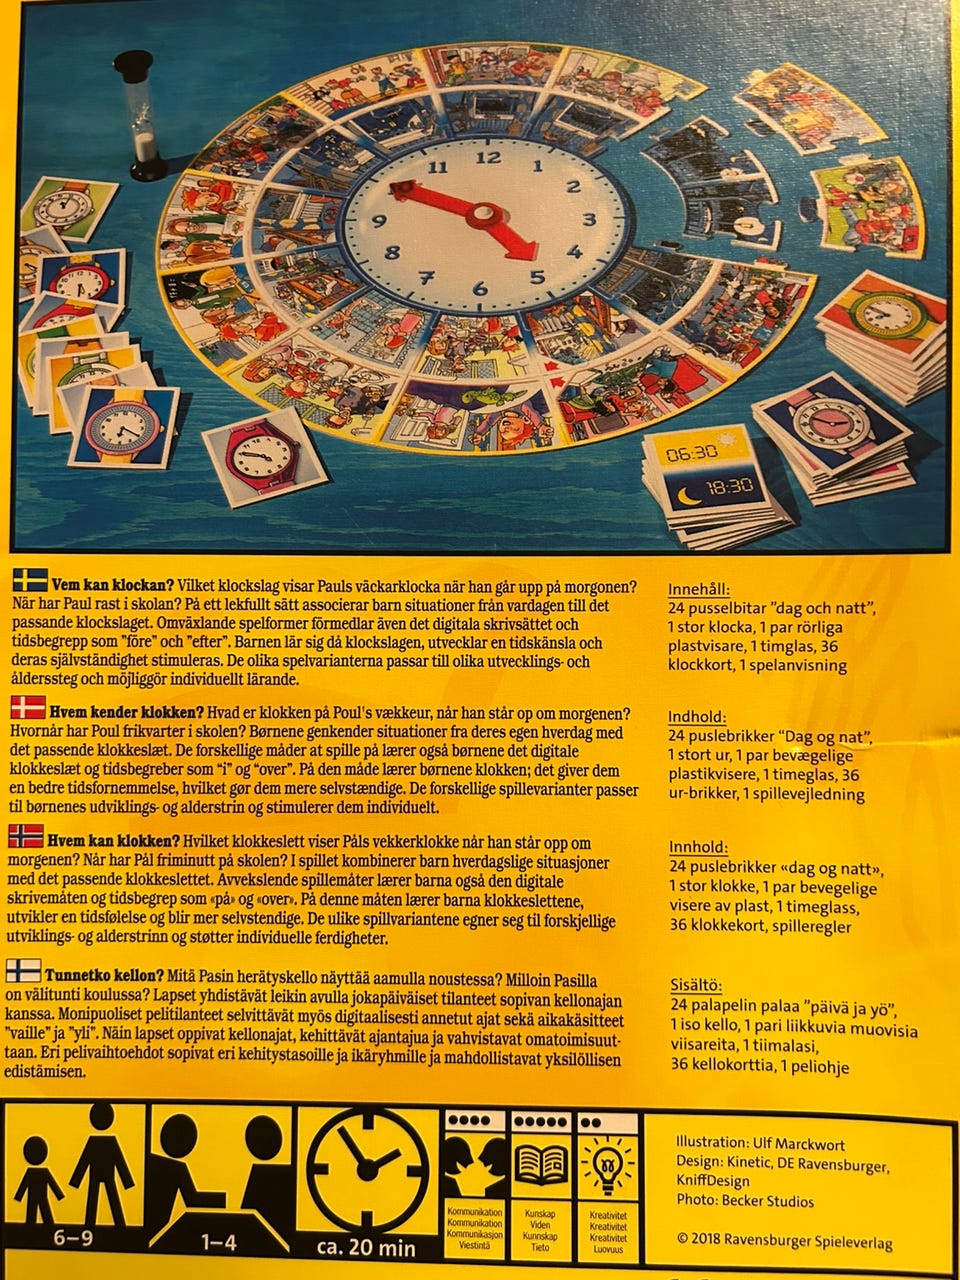 11 12 1
2
9 3
8 4
7 6 5
06:30
18:30
Vem kan klockan? Vilket klockslag visar Pauls väckarklocka när han går upp på morgonen?
När har Paul rast i skolan? På ett lekfullt sätt associerar barn situationer från vardagen till det
passande klockslaget. Omväxlande spelformer förmedlar även det digitala skrivsättet och
tidsbegrepp som ”före” och ”efter”. Barnen lär sig då klockslagen, utvecklar en tidskänsla och
deras självständighet stimuleras. De olika spelvarianterna passar till olika utvecklings- och
ålderssteg och möjliggör individuellt lärande.
Innehåll:
24 pusselbitar ”dag och natt”,
1 stor klocka, 1 par rörliga
plastvisare, 1 timglas, 36
klockkort, 1 spelanvisning
Hvem kender klokken? Hvad er klokken på Poul's vækkeur, når han står op om morgenen?
Hvornår har Poul frikvarter i skolen? Børnene genkender situationer fra deres egen hverdag med
det passende klokkeslæt. De forskellige måder at spille på lærer også børnene det digitale
klokkeslæt og tidsbegreber som “i” og “over”. På den måde lærer børnene klokken; det giver dem
en bedre tidsfornemmelse, hvilket gør dem mere selvstændige. De forskellige spillevarianter passer
til børnenes udviklings- og alderstrin og stimulerer dem individuelt.
Indhold:
24 puslebrikker “Dag og nat”,
1 stort ur, 1 par bevægelige
plastikvisere, 1 timeglas, 36
ur-brikker, 1 spillevejledning
Hvem kan klokken? Hvilket klokkeslett viser Påls vekkerklokke når han står opp om
morgenen? Når har Pål friminutt på skolen? I spillet kombinerer barn hverdagslige situasjoner
med det passende klokkeslettet. Avvekslende spillemåter lærer barna også den digitale
skrivemåten og tidsbegrep som «på» og «over». På denne måten lærer barna klokkeslettene,
utvikler en tidsfølelse og blir mer selvstendige. De ulike spillvariantene egner seg til forskjellige
utviklings- og alderstrinn og støtter individuelle ferdigheter.
Innhold:
24 puslebrikker «dag og natt»,
1 stor klokke, 1 par bevegelige
visere av plast, 1 timeglass,
36 klokkekort, spilleregler
Tunnetko kellon? Mitä Pasin herätyskello näyttää aamulla noustessa? Milloin Pasilla
on välitunti koulussa? Lapset yhdistävät leikin avulla jokapäiväiset tilanteet sopivan kellonajan
kanssa. Monipuoliset pelitilanteet selvittävät myös digitaalisesti annetut ajat sekä aikakäsitteet
”vaille” ja ”yli”. Näin lapset oppivat kellonajat, kehittävät ajantajua ja vahvistavat omatoimisuut-
taan. Eri pelivaihtoehdot sopivat eri kehitystasoille ja ikäryhmille ja mahdollistavat yksilöllisen
edistämisen.
Sisältö:
24 palapelin palaa ”päivä ja yö”,
1 iso kello, 1 pari liikkuvia muovisia
viisareita, 1 tiimalasi,
36 kellokorttia, 1 peliohje
6–9
1–4
ca. 20 min
Kommunikation
Kommunikation
Kommunikasjon
Viestintä
Kunskap
Viden
Kunnskap
Tieto
Kreativitet
Kreativitet
Kreativitet
Luovuus
Illustration: Ulf Marckwort
Design: Kinetic, DE Ravensburger,
KniffDesign
Photo: Becker Studios
© 2018 Ravensburger Spieleverlag